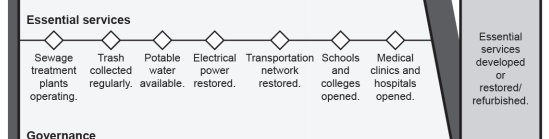 Essential services
Sewage treatment plants operating.
Trash collected regularly.
Potable water available.
Electrical power restored.
Transportation network restored.
Schools and colleges opened.
Medical clinics and hospitals opened.
Essential services developed or restored/ refurbished.
Governance